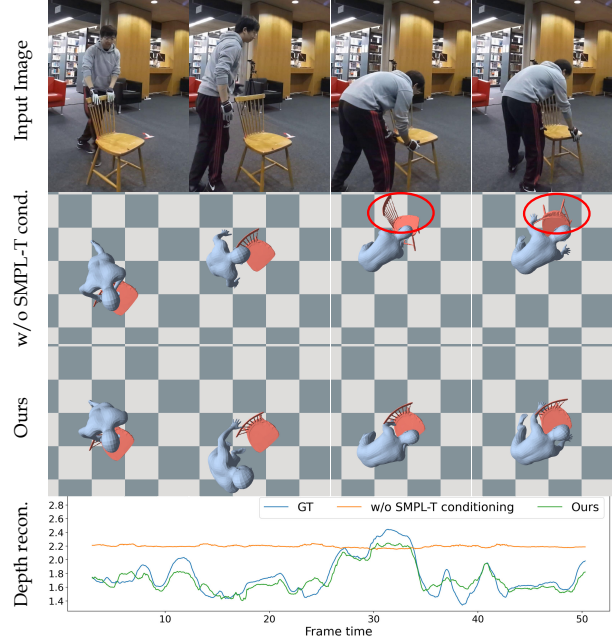 Input Image
w/o SMPL-T cond.
Ours
Depth recon.
GT
w/o SMPL-T conditioning
Ours
2.8
2.6
2.4
2.2
2.0
1.8
1.6
1.4
10 20 30 40 50
Frame time